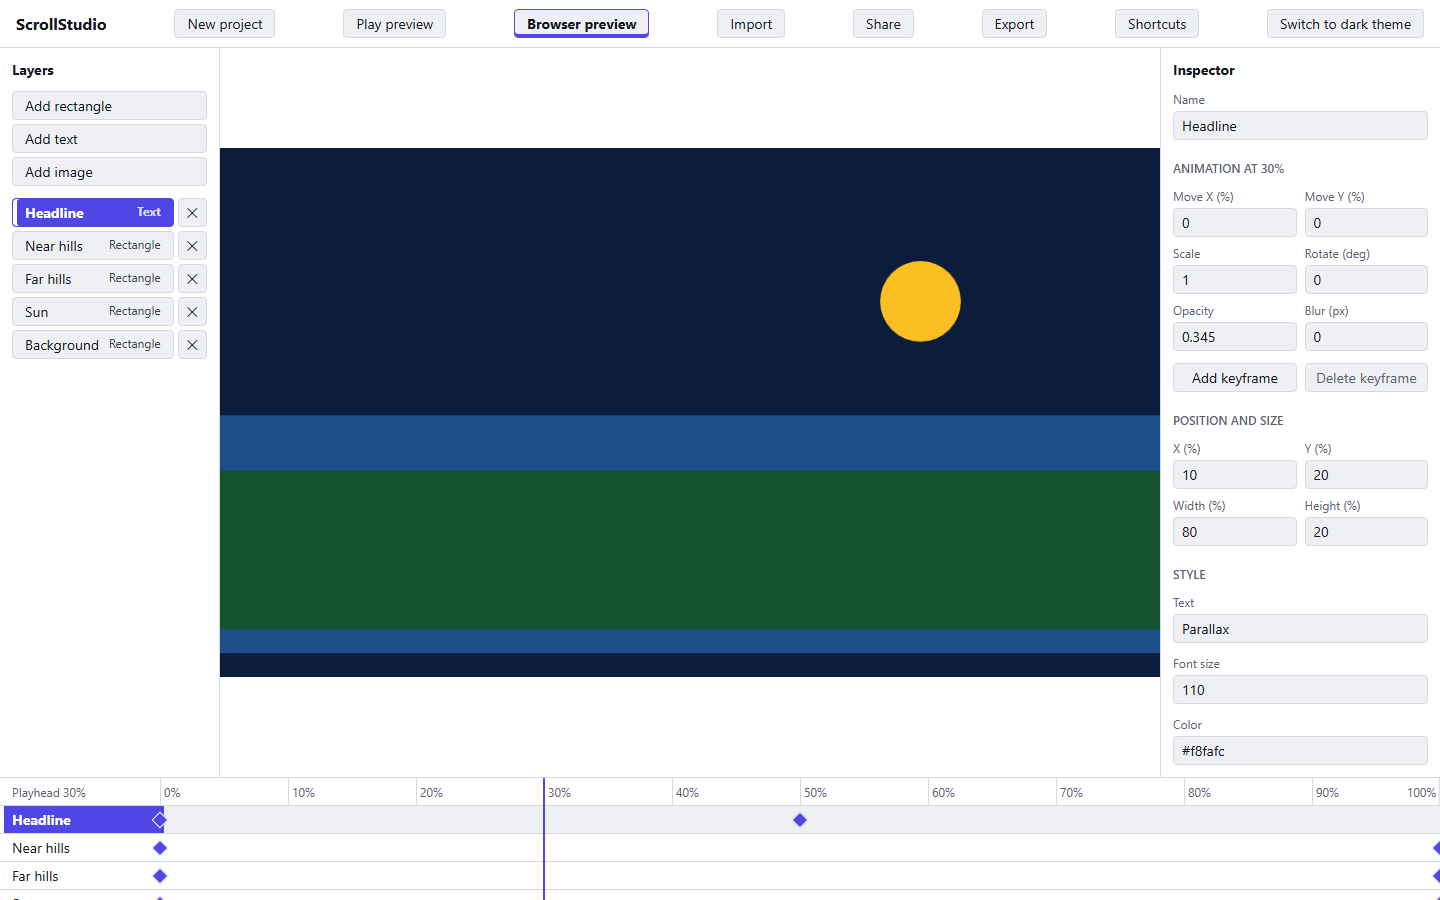 ScrollStudio
New project
Play preview
Browser preview
Import
Share
Export
Shortcuts
Switch to dark theme
Layers
Add rectangle
Add text
Add image
Headline Text
Near hills Rectangle
Far hills Rectangle
Sun Rectangle
Background Rectangle
Inspector
Name
Headline
ANIMATION AT 30%
Move X (%) Move Y (%)
0 0
Scale Rotate (deg)
1 0
Opacity Blur (px)
0.345 0
Add keyframe Delete keyframe
POSITION AND SIZE
X (%) Y (%)
10 20
Width (%) Height (%)
80 20
STYLE
Text
Parallax
Font size
110
Color
#f8fafc
Playhead 30% 0% 10% 20% 30% 40% 50% 60% 70% 80% 90% 100%
Headline
Near hills
Far hills